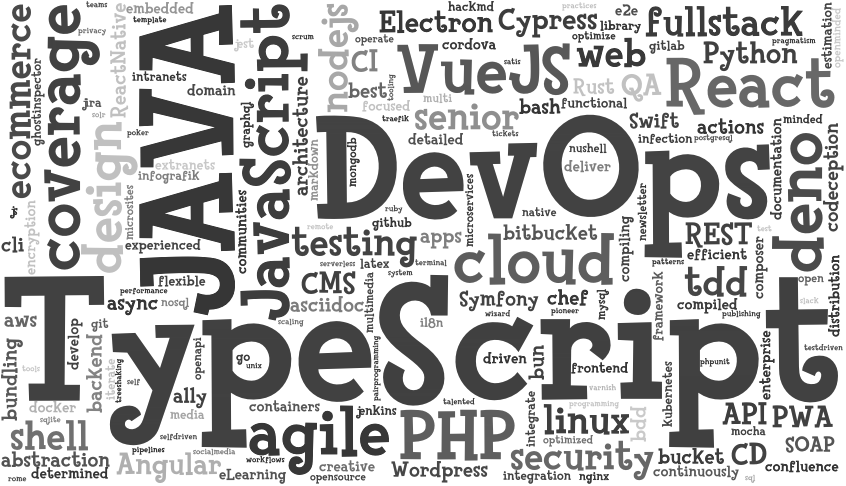 teams
embedded
hackmd
practices
e2e
template
privacy
ReactNative
JAVA
JavaScript
scrum
nodejs
operate
Electron
Cypress
optimize
library
fullstack
estimation
openminded
pragmatism
ecommerce
ghostinspector
coverage
jest
CI
cordova
VueJS
satis
web
gitlab
Python
intranets
domain
best
tooling
React
jra
solr
graphql
architecture
focused
multi
Rust
QA
traefik
senior
bash
functional
Swift
actions
minded
poker
design
detailed
tickets
infection
postgresql
documentation
deno
codeception
extranets
infografik
markdown
mongodb
DevOps
nushell
deliver
encryption
microsites
communities
ruby
github
microservices
native
newsletter
cli
experienced
remote
testing
apps
bitbucket
compiling
REST
test
efficient
composer
serverless
latex
system
terminal
cloud
patterns
open
distribution
performance
flexible
async
nosql
CMS
asciidoc
multimedia
Symfony
chef
mysql
framework
tdd
compiled
slack
publishing
pioneer
wizard
aws
git
develop
TypeScript
scaling
il8n
testdriven
bundling
backend
openapi
go
unix
pairprogramming
driven
bun
frontend
phpunit
enterprise
tools
iterate
treeshaking
self
ally
kubernetes
varnish
docker
sqlite
media
containers
jenkins
talented
integrate
programming
linux
bdd
API
PWA
mocha
shell
selfdriven
agile
PHP
optimized
SOAP
pipelines
socialmedia
abstraction
determined
rome
Angular
workflows
eLearning
creative
opensource
Wordpress
security
integration
nginx
bucket
CD
continuously
sql
confluence